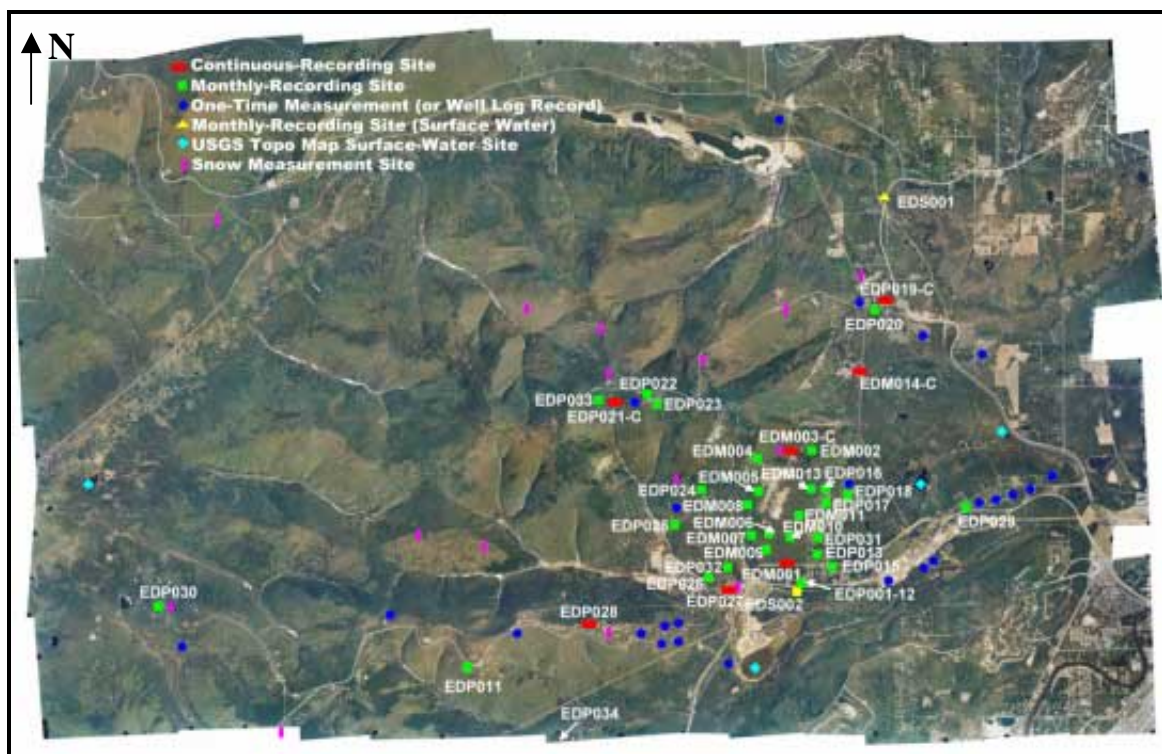 N
Continuous-Recording Site
Monthly-Recording Site
One-Time Measurement (or Well Log Record)
Monthly-Recording Site (Surface Water)
USGS Topo Map Surface-Water Site
Snow Measurement Site
EDS001
EDP019-C
EDP020
EDM014-C
EDP022
EDP033
EDP023
EDP021-C
EDM003-C
EDM004
EDM002
EDM005
EDM013
EDP016
EDP024
EDP018
EDM008
EDP017
EDM011
EDP029
EDM006
EDM010
EDM007
EDP031
EDM009
EDP013
EDP032
EDM001
EDP015
EDP026
EDP027
EDS002
EDP001-12
EDP030
EDP028
EDP011
EDP034